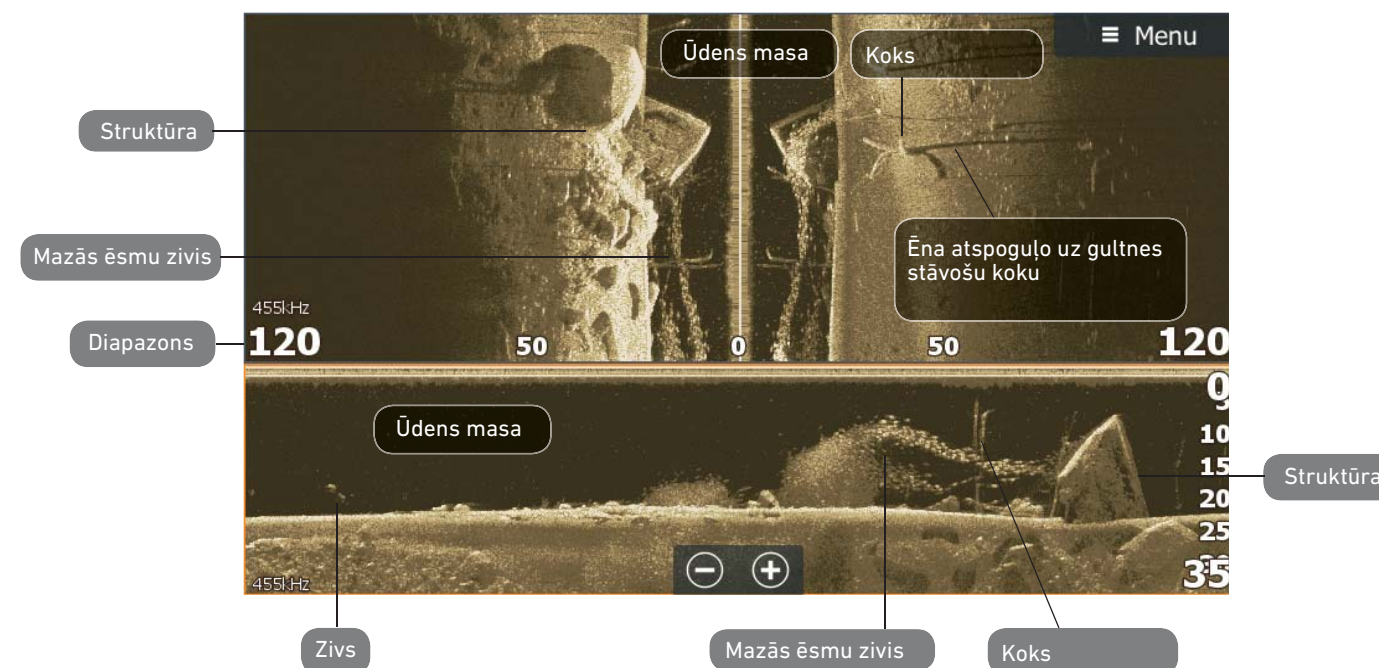 Menu
Ūdens masa
Koks
Struktūra
Mazās ēsmu zivis
Ēna atspoguļo uz gultnes
stāvošu koku
455kHz
Diapazons
120
50
0
50
120
0
Ūdens masa
10
15
Struktūra
20
25
35
455kHz
Zivs
Mazās ēsmu zivis
Koks